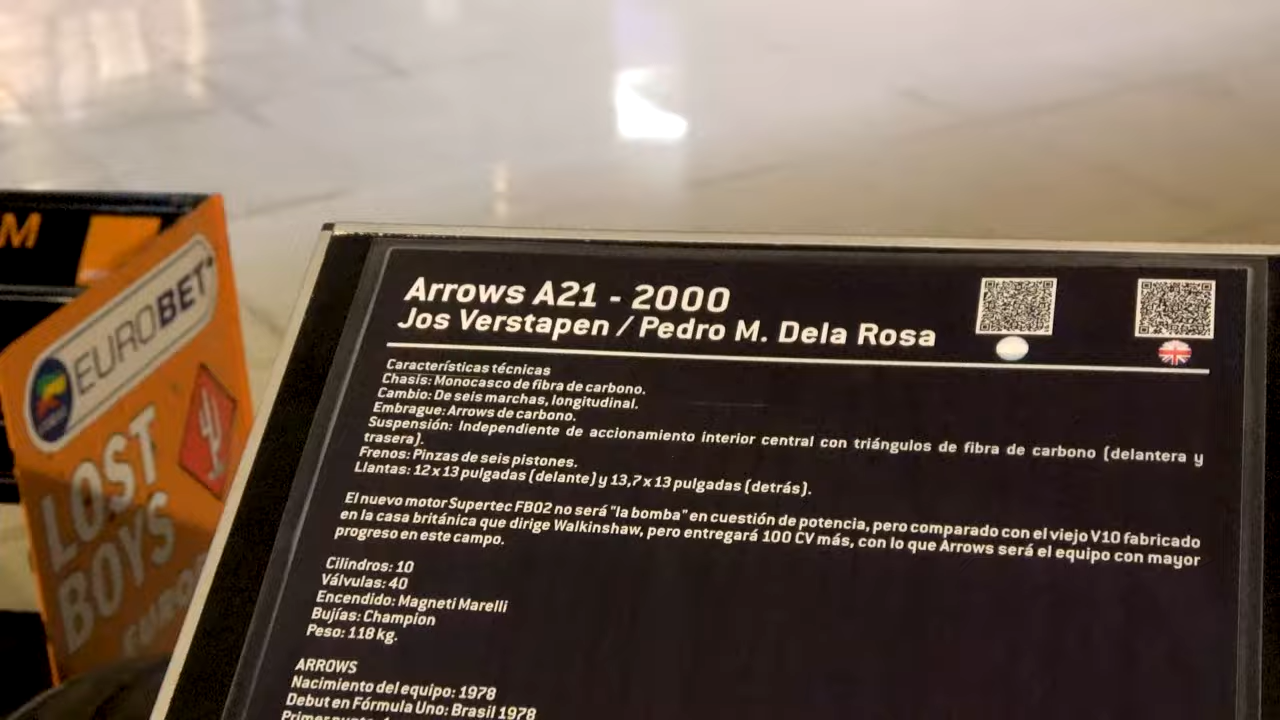 M
EUROBET
LOST
BOYS
Arrows A21 - 2000
Jos Verstapen / Pedro M. Dela Rosa
Características técnicas
Chasis: Monocasco de fibra de carbono.
Cambio: De seis marchas, longitudinal.
Embrague: Arrows de carbono.
Suspensión: Independiente de accionamiento interior central con triángulos de fibra de carbono (delantera y
trasera).
Frenos: Pinzas de seis pistones.
Llantas: 12 x 13 pulgadas (delante) y 13,7 x 13 pulgadas (detrás).
El nuevo motor Supertec FB02 no será "la bomba" en cuestión de potencia, pero comparado con el viejo V10 fabricado
en la casa británica que dirige Walkinshaw, pero entregará 100 CV más, con lo que Arrows será el equipo con mayor
progreso en este campo.
Cilindros: 10
Válvulas: 40
Encendido: Magneti Marelli
Bujías: Champion
Peso: 118 kg.
ARROWS
Nacimiento del equipo: 1978
Debut en Fórmula Uno: Brasil 1978